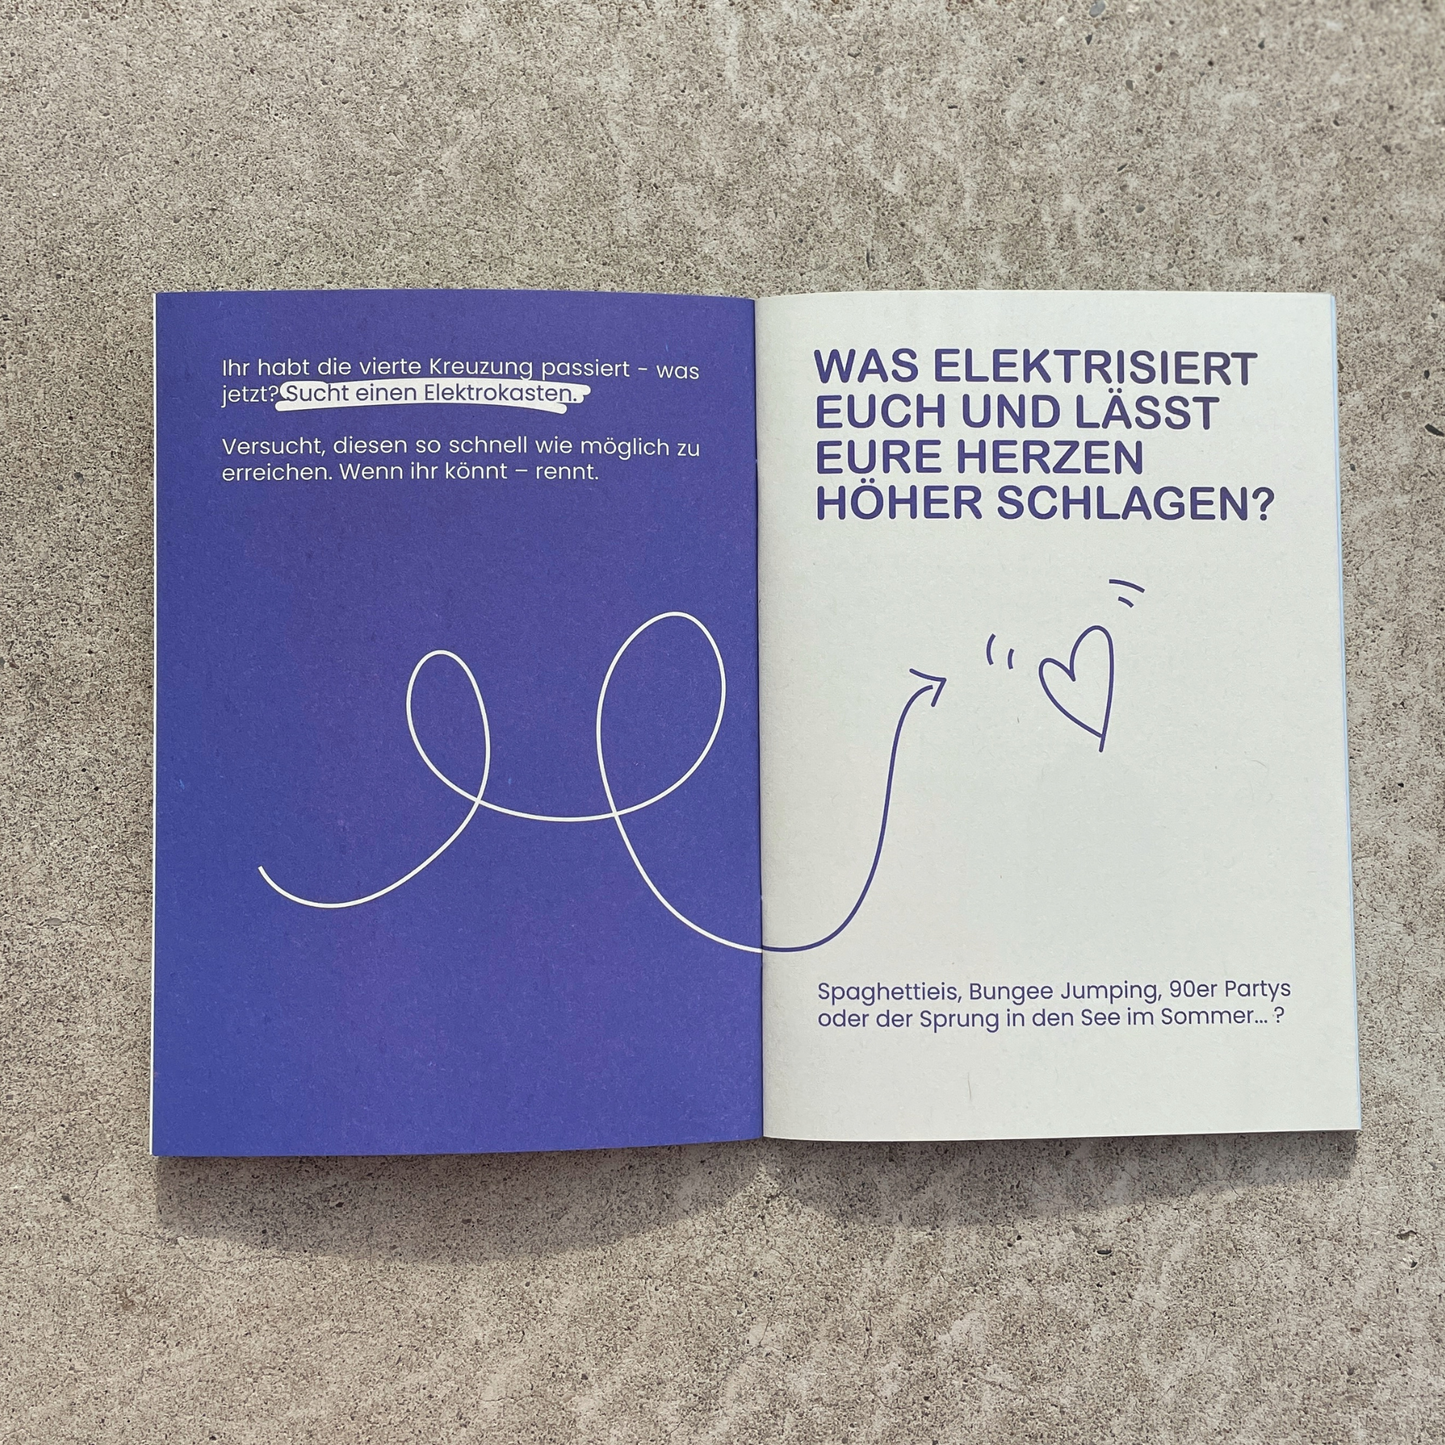 Ihr habt die vierte Kreuzung passiert - was
jetzt? Sucht einen Elektrokasten.
Versucht, diesen so schnell wie möglich zu
erreichen. Wenn ihr könnt – rennt.
WAS ELEKTRISIERT
EUCH UND LÄSST
EURE HERZEN
HÖHER SCHLAGEN?
Spaghettieis, Bungee Jumping, 90er Partys
oder der Sprung in den See im Sommer... ?